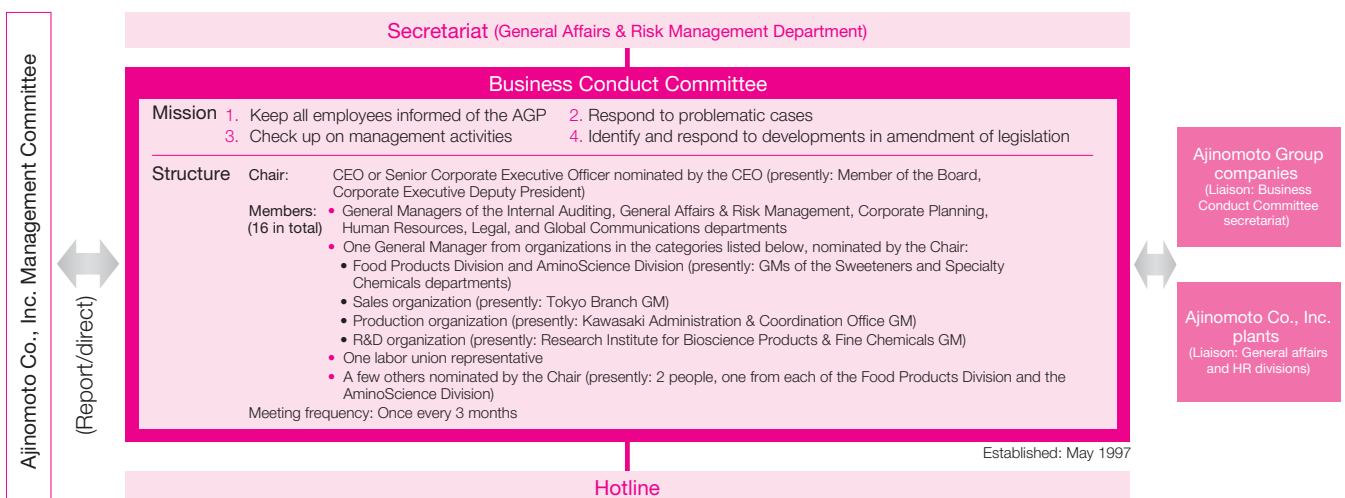 Ajinomoto Co., Inc. Management Committee
(Report/direct)
Secretariat (General Affairs & Risk Management Department)
Business Conduct Committee
Mission 1. Keep all employees informed of the AGP 2. Respond to problematic cases
3. Check up on management activities 4. Identify and respond to developments in amendment of legislation
Structure Chair: CEO or Senior Corporate Executive Officer nominated by the CEO (presently: Member of the Board,
Corporate Executive Deputy President)
Members: • General Managers of the Internal Auditing, General Affairs & Risk Management, Corporate Planning,
(16 in total) Human Resources, Legal, and Global Communications departments
• One General Manager from organizations in the categories listed below, nominated by the Chair:
• Food Products Division and AminoScience Division (presently: GMs of the Sweeteners and Specialty
Chemicals departments)
• Sales organization (presently: Tokyo Branch GM)
• Production organization (presently: Kawasaki Administration & Coordination Office GM)
• R&D organization (presently: Research Institute for Bioscience Products & Fine Chemicals GM)
• One labor union representative
• A few others nominated by the Chair (presently: 2 people, one from each of the Food Products Division and the
AminoScience Division)
Meeting frequency: Once every 3 months
Established: May 1997
Hotline
Ajinomoto Group
companies
(Liaison: Business
Conduct Committee
secretariat)
Ajinomoto Co., Inc.
plants
(Liaison: General affairs
and HR divisions)